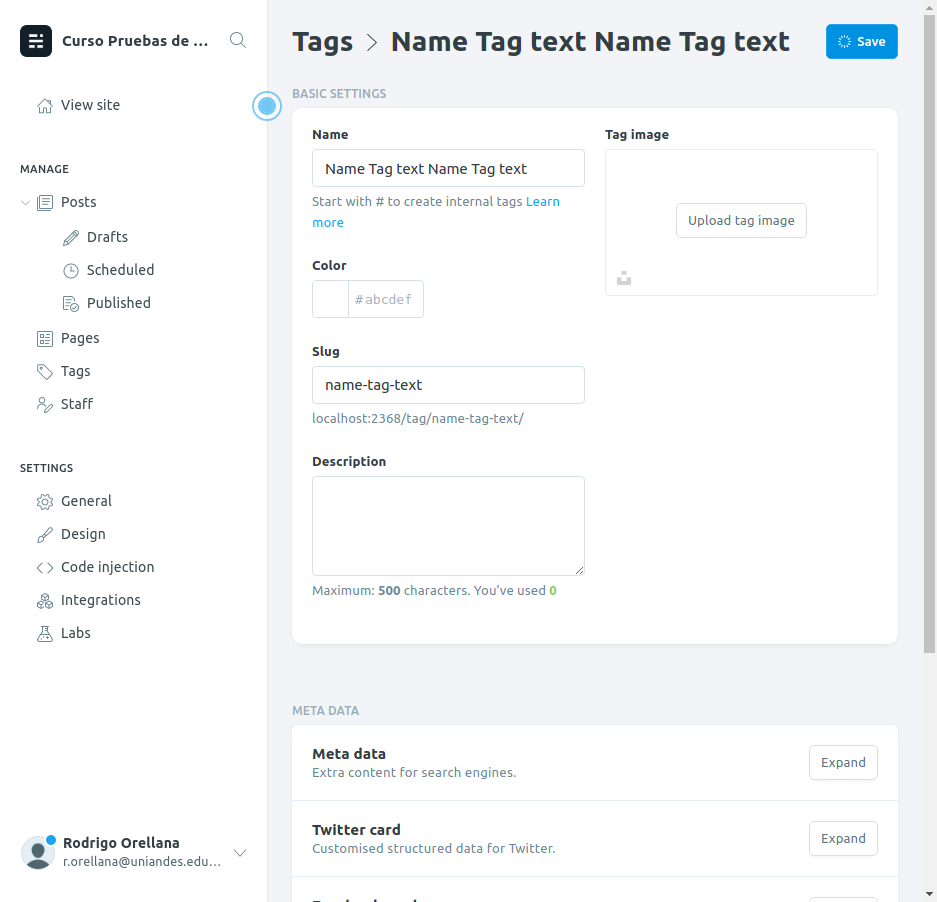 Curso Pruebas de ...
View site
MANAGE
Posts
Drafts
Scheduled
Published
Pages
Tags
Staff
SETTINGS
General
Design
Code injection
Integrations
Labs
Rodrigo Orellana
r.orellana@uniandes.edu...
Tags > Name Tag text Name Tag text
Save
BASIC SETTINGS
Name
Name Tag text Name Tag text
Start with # to create internal tags Learn
more
Color
#abcdef
Slug
name-tag-text
localhost:2368/tag/name-tag-text/
Description
Maximum: 500 characters. You’ve used 0
Tag image
Upload tag image
META DATA
Meta data
Extra content for search engines.
Expand
Twitter card
Customised structured data for Twitter.
Expand